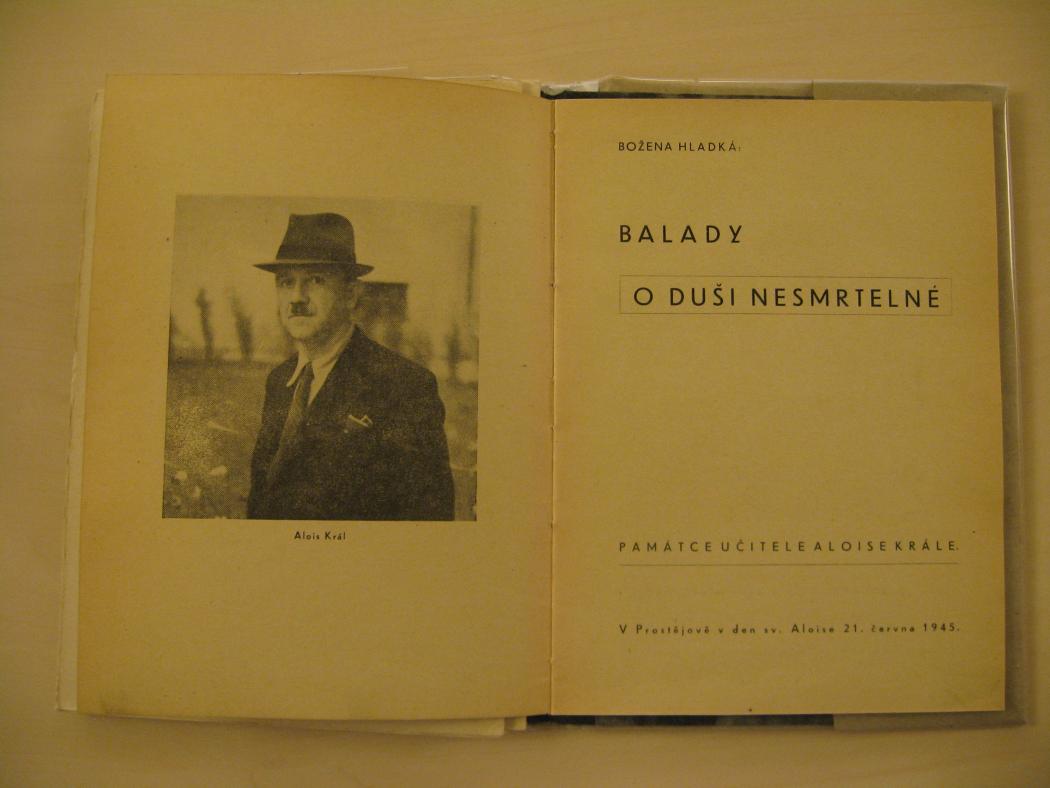 Alois Král
BOŽENA HLADKÁ:
BALADY
O DUŠI NESMRTELNÉ
PAMÁTCE UČITELE ALOISE KRÁLE.
V Prostějově v den sv. Aloise 21. června 1945.